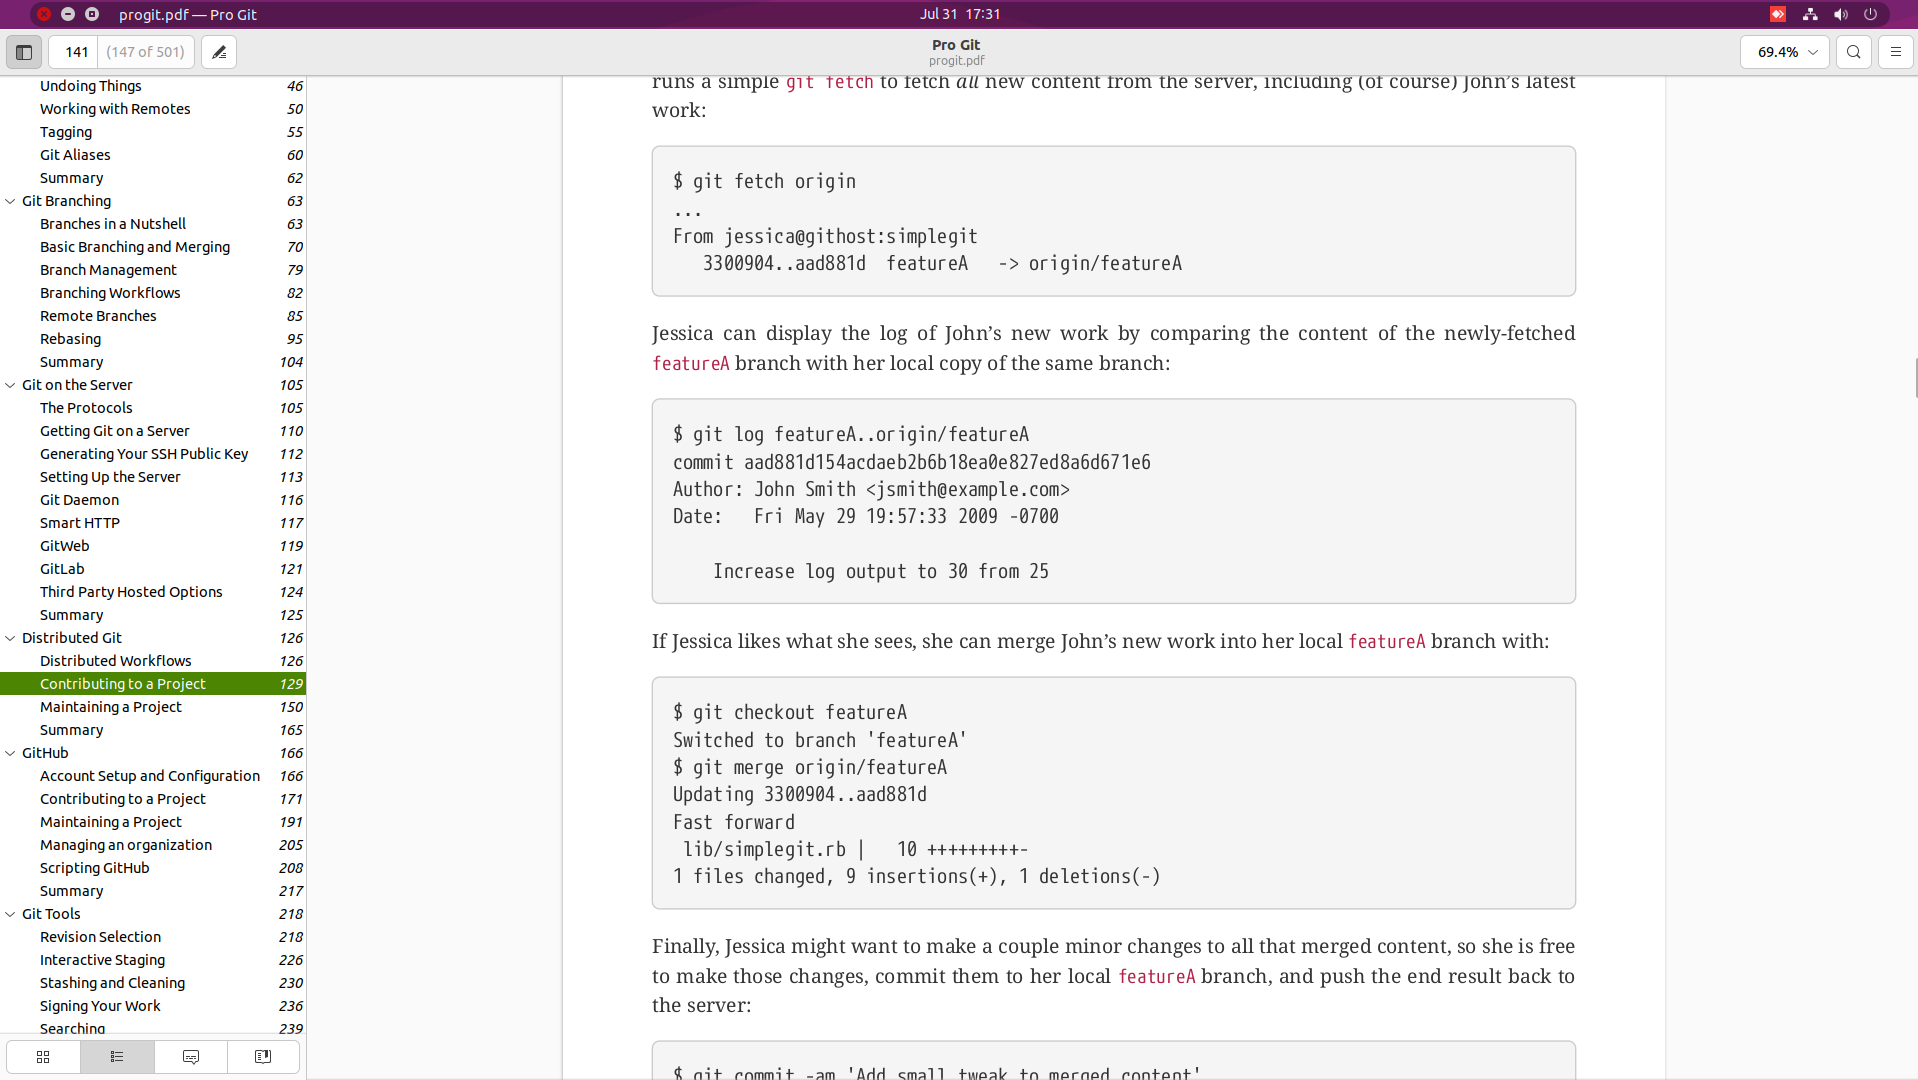 progit.pdf — Pro Git
Jul 31 17:31
141
(147 of 501)
Pro Git
progit.pdf
69.4%
Undoing Things 46
Working with Remotes 50
Tagging 55
Git Aliases 60
Summary 62
Git Branching 63
Branches in a Nutshell 63
Basic Branching and Merging 70
Branch Management 79
Branching Workflows 82
Remote Branches 85
Rebasing 95
Summary 104
Git on the Server 105
The Protocols 105
Getting Git on a Server 110
Generating Your SSH Public Key 112
Setting Up the Server 113
Git Daemon 116
Smart HTTP 117
GitWeb 119
GitLab 121
Third Party Hosted Options 124
Summary 125
Distributed Git 126
Distributed Workflows 126
Contributing to a Project 129
Maintaining a Project 150
Summary 165
GitHub 166
Account Setup and Configuration 166
Contributing to a Project 171
Maintaining a Project 191
Managing an organization 205
Scripting GitHub 208
Summary 217
Git Tools 218
Revision Selection 218
Interactive Staging 226
Stashing and Cleaning 230
Signing Your Work 236
Searching 239
runs a simple git fetch to fetch all new content from the server, including (of course) John’s latest
work:
$ git fetch origin
...
From jessica@githost:simplegit
   3300904..aad881d  featureA   -> origin/featureA
Jessica can display the log of John’s new work by comparing the content of the newly-fetched
featureA branch with her local copy of the same branch:
$ git log featureA..origin/featureA
commit aad881d154acdaeb2b6b18ea0e827ed8a6d671e6
Author: John Smith <jsmith@example.com>
Date:   Fri May 29 19:57:33 2009 -0700
    Increase log output to 30 from 25
If Jessica likes what she sees, she can merge John’s new work into her local featureA branch with:
$ git checkout featureA
Switched to branch 'featureA'
$ git merge origin/featureA
Updating 3300904..aad881d
Fast forward
 lib/simplegit.rb |   10 +++++++++-
1 files changed, 9 insertions(+), 1 deletions(-)
Finally, Jessica might want to make a couple minor changes to all that merged content, so she is free
to make those changes, commit them to her local featureA branch, and push the end result back to
the server:
$ git commit -am 'Add small tweak to merged content'